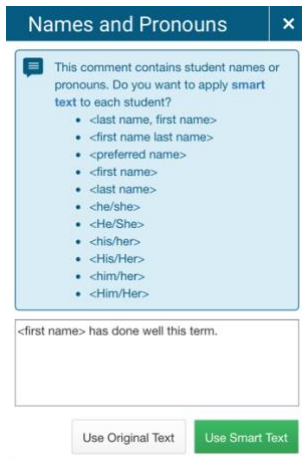 Names and Pronouns ×
This comment contains student names or
pronouns. Do you want to apply smart
text to each student?
• <last name, first name>
• <first name last name>
• <preferred name>
• <first name>
• <last name>
• <he/she>
• <He/She>
• <his/her>
• <His/Her>
• <him/her>
• <Him/Her>
<first name> has done well this term.
Use Original Text Use Smart Text